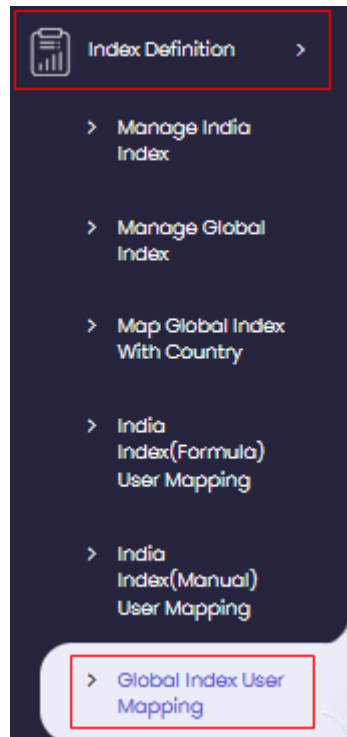 Index Definition >
> Manage India
Index
> Manage Global
Index
> Map Global Index
With Country
> India
Index(Formula)
User Mapping
> India
Index(Manual)
User Mapping
> Global Index User
Mapping